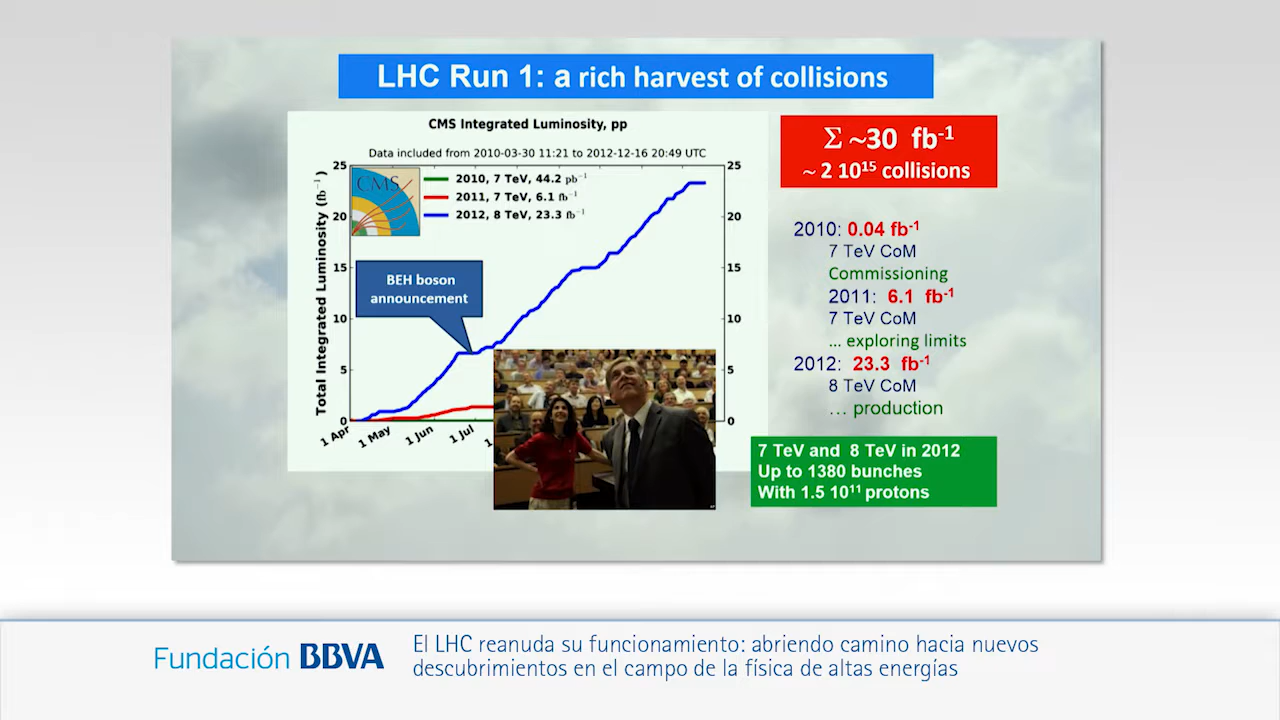 LHC Run 1: a rich harvest of collisions
CMS Integrated Luminosity, pp
Data included from 2010-03-30 11:21 to 2012-12-16 20:49 UTC
Total Integrated Luminosity (fb⁻¹)
25
20
15
10
5
0
25
20
15
10
5
0
1 Apr
1 May
1 Jun
1 Jul
1
CMS
2010, 7 TeV, 44.2 pb⁻¹
2011, 7 TeV, 6.1 fb⁻¹
2012, 8 TeV, 23.3 fb⁻¹
BEH boson
announcement
Σ ~30 fb⁻¹
~ 2 10¹⁵ collisions
2010: 0.04 fb⁻¹
7 TeV CoM
Commissioning
2011: 6.1 fb⁻¹
7 TeV CoM
... exploring limits
2012: 23.3 fb⁻¹
8 TeV CoM
... production
7 TeV and 8 TeV in 2012
Up to 1380 bunches
With 1.5 10¹¹ protons
Fundación BBVA
El LHC reanuda su funcionamiento: abriendo camino hacia nuevos
descubrimientos en el campo de la física de altas energías